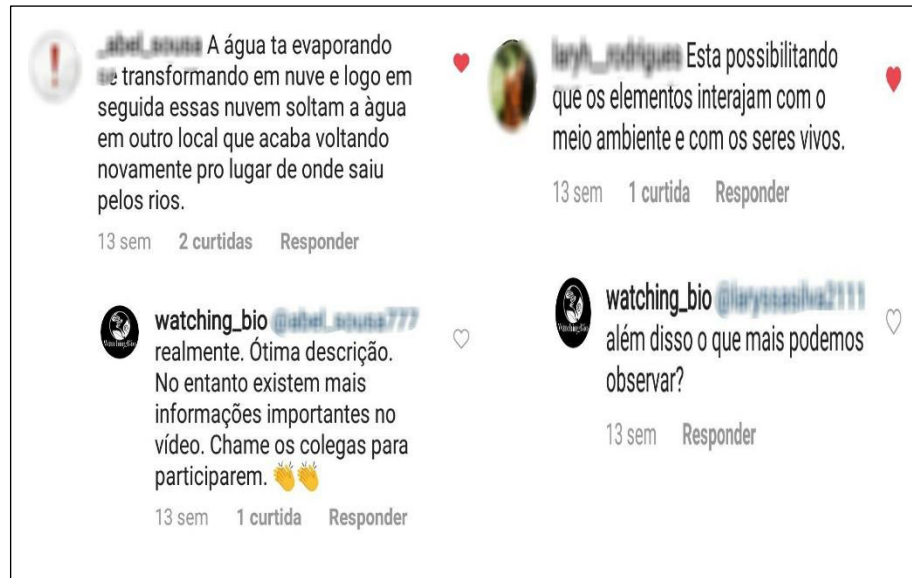 A água ta evaporando
se transformando em nuve e logo em
seguida essas nuvem soltam a àgua
em outro local que acaba voltando
novamente pro lugar de onde saiu
pelos rios.
13 sem 2 curtidas Responder
watching_bio
realmente. Ótima descrição.
No entanto existem mais
informações importantes no
vídeo. Chame os colegas para
participarem. 👏👏
13 sem 1 curtida Responder
Esta possibilitando
que os elementos interajam com o
meio ambiente e com os seres vivos.
13 sem 1 curtida Responder
watching_bio
além disso o que mais podemos
observar?
13 sem Responder